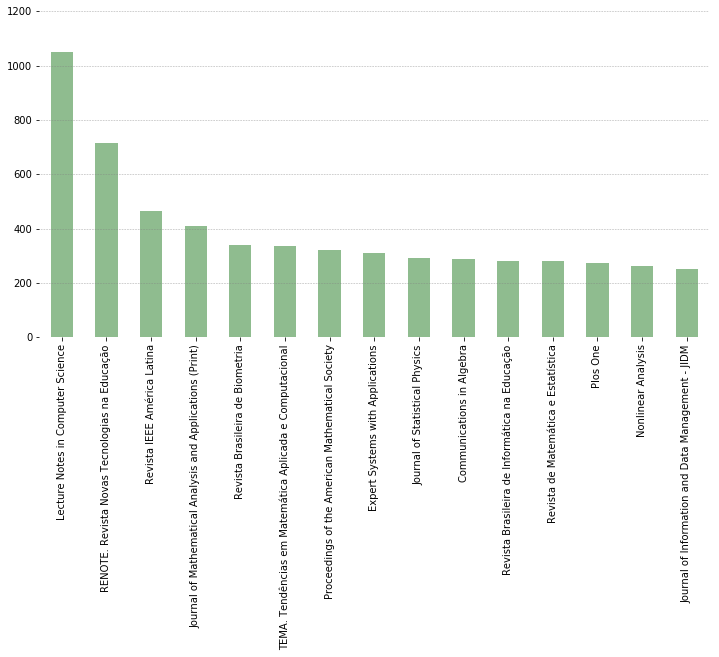 1200
1000
800
600
400
200
0
Lecture Notes in Computer Science
RENOTE. Revista Novas Tecnologias na Educação
Revista IEEE América Latina
Journal of Mathematical Analysis and Applications (Print)
Revista Brasileira de Biometria
TEMA. Tendências em Matemática Aplicada e Computacional
Proceedings of the American Mathematical Society
Expert Systems with Applications
Journal of Statistical Physics
Communications in Algebra
Revista Brasileira de Informática na Educação
Revista de Matemática e Estatística
Plos One
Nonlinear Analysis
Journal of Information and Data Management - JIDM